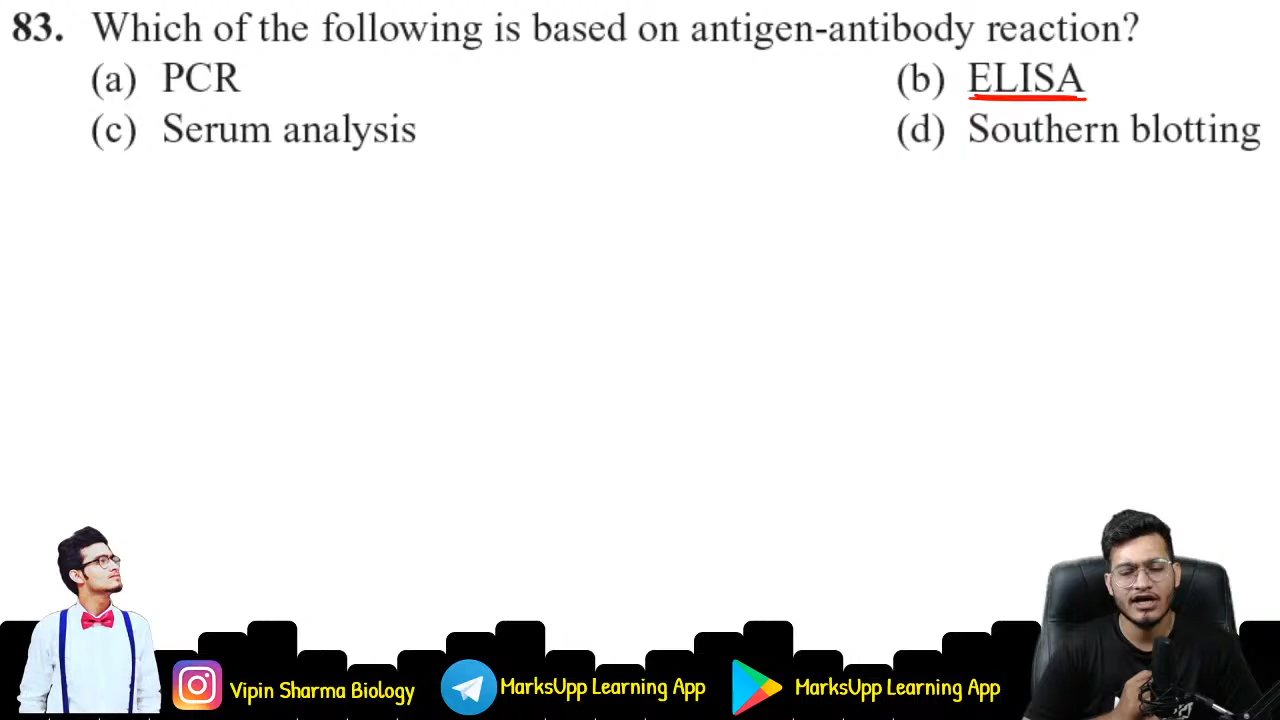 83. Which of the following is based on antigen-antibody reaction?
(a) PCR (b) ELISA
(c) Serum analysis (d) Southern blotting
Vipin Sharma Biology MarksUpp Learning App MarksUpp Learning App